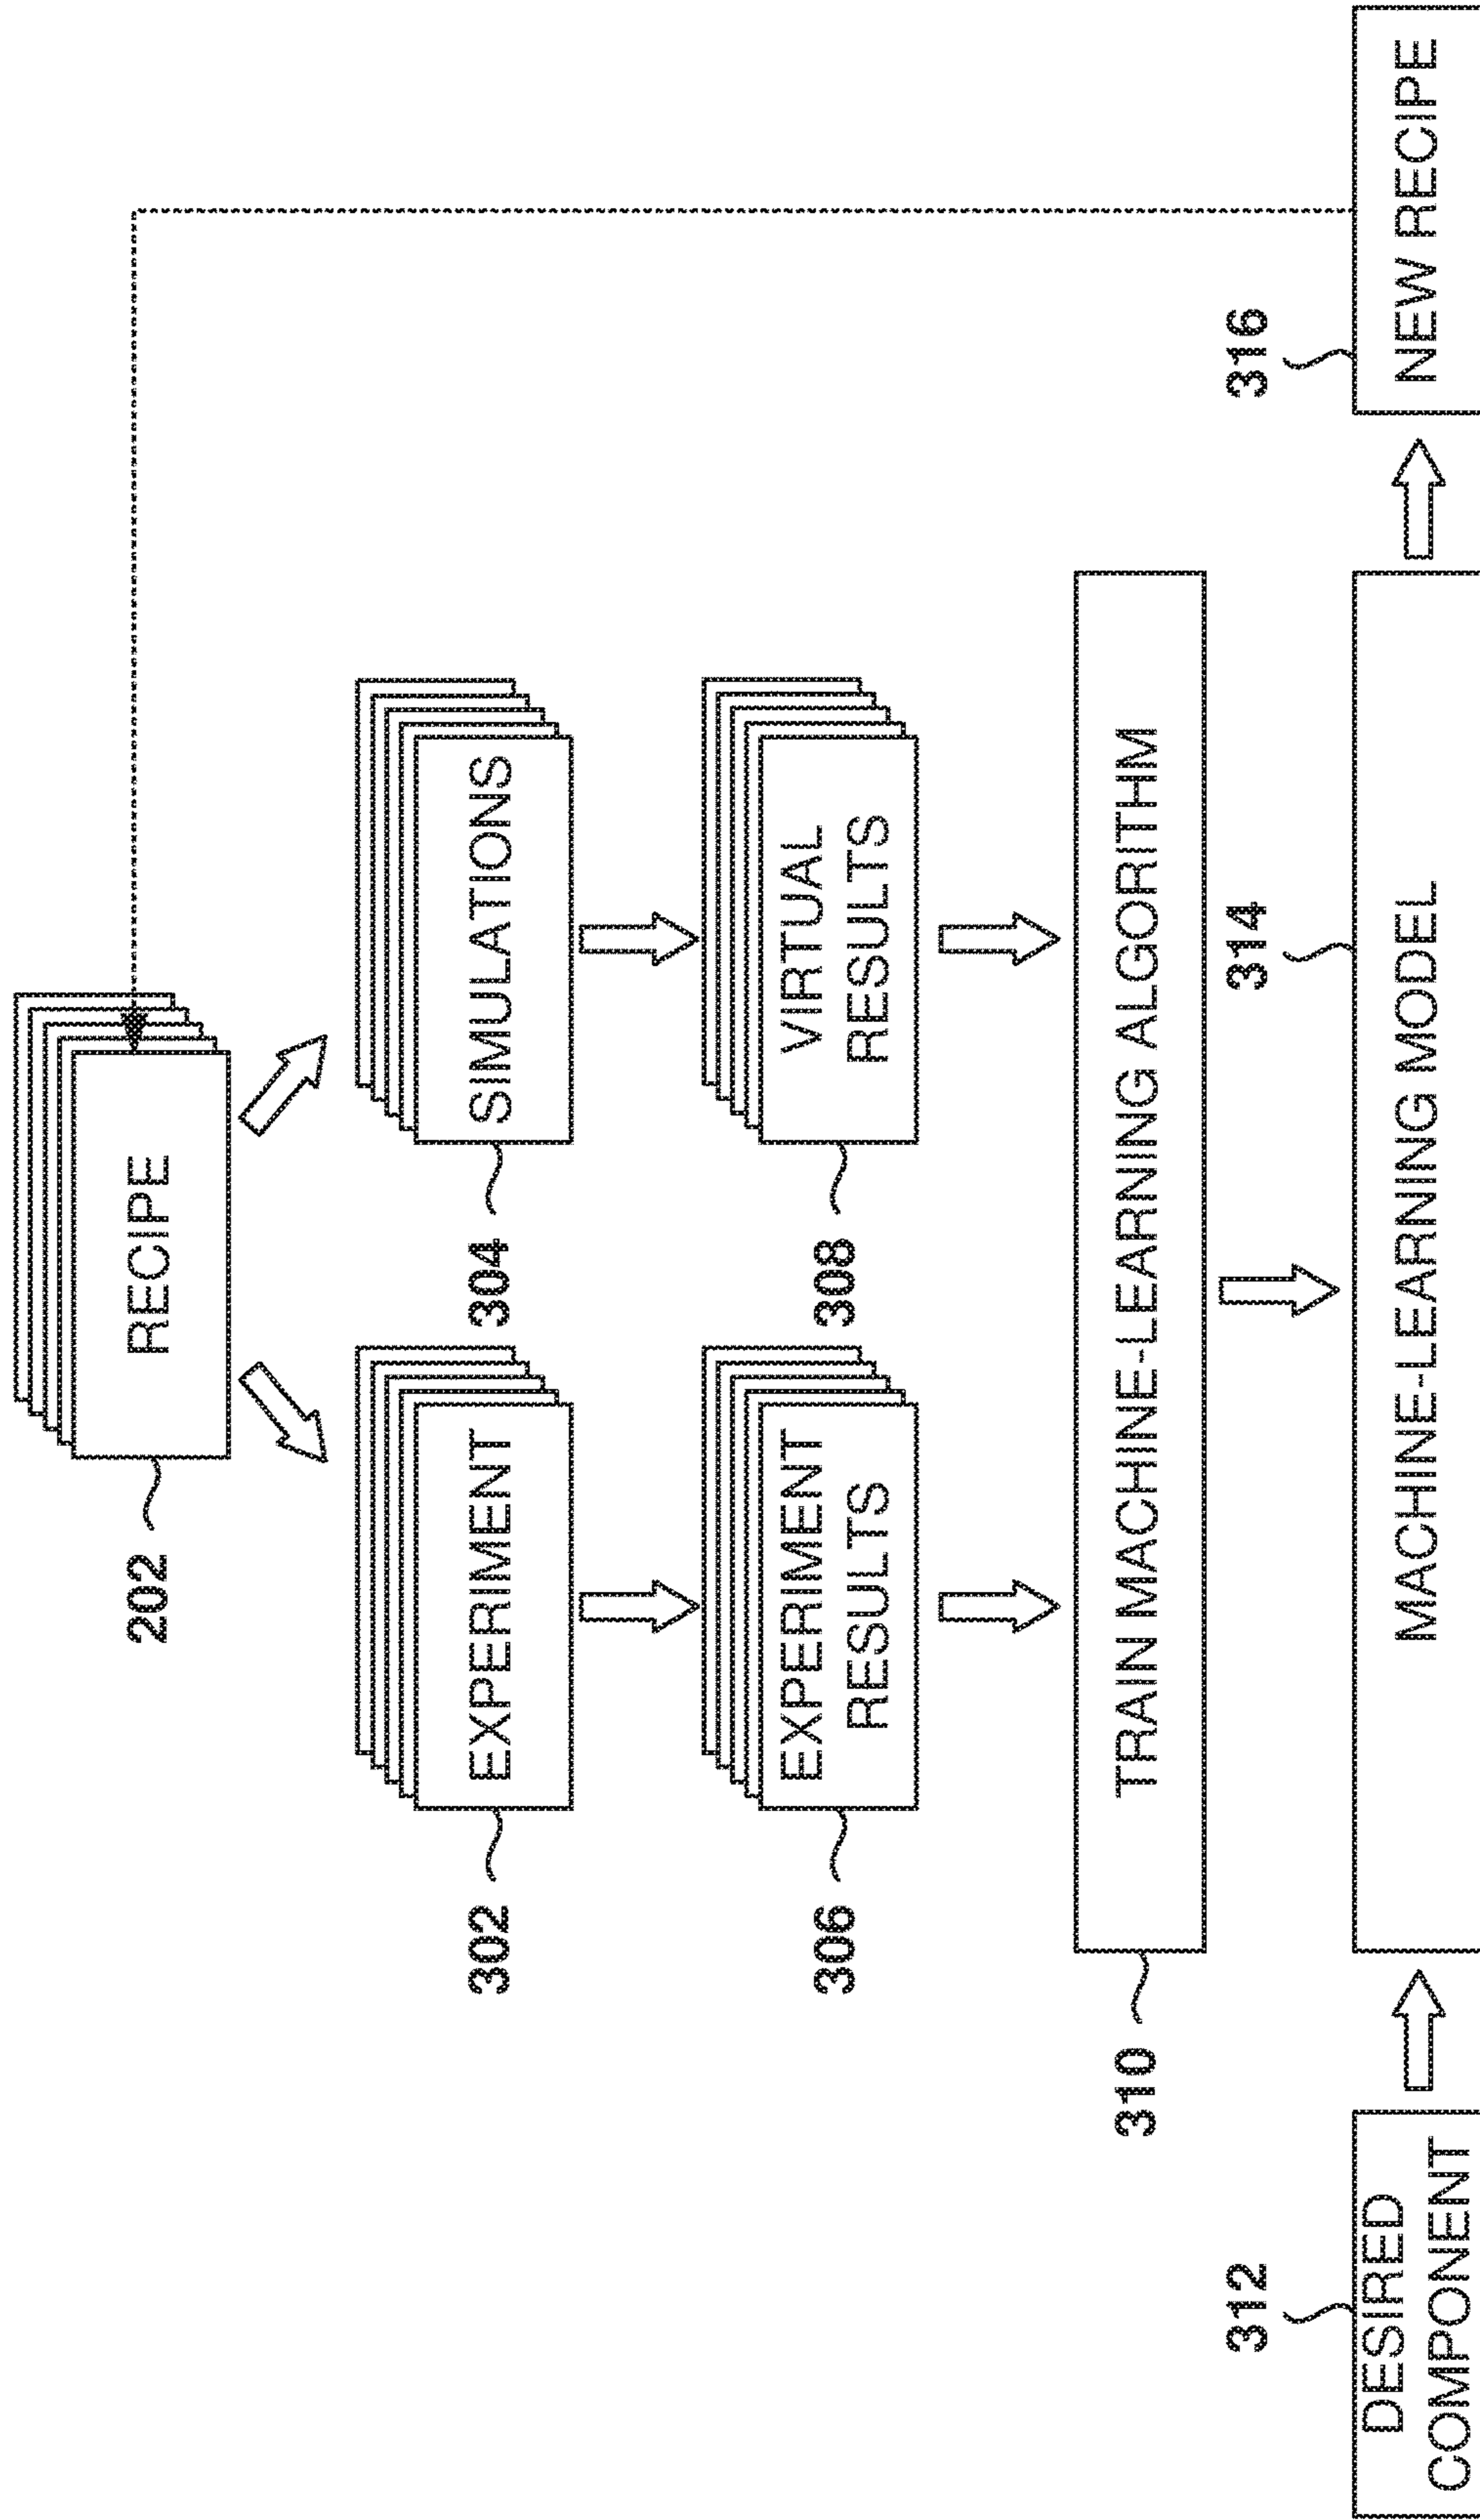 202
RECIPE
302
EXPERIMENT
304
SIMULATIONS
306
EXPERIMENT
RESULTS
308
VIRTUAL
RESULTS
310
TRAIN MACHINE-LEARNING ALGORITHM
312
DESIRED
COMPONENT
314
MACHINE-LEARNING MODEL
316
NEW RECIPE